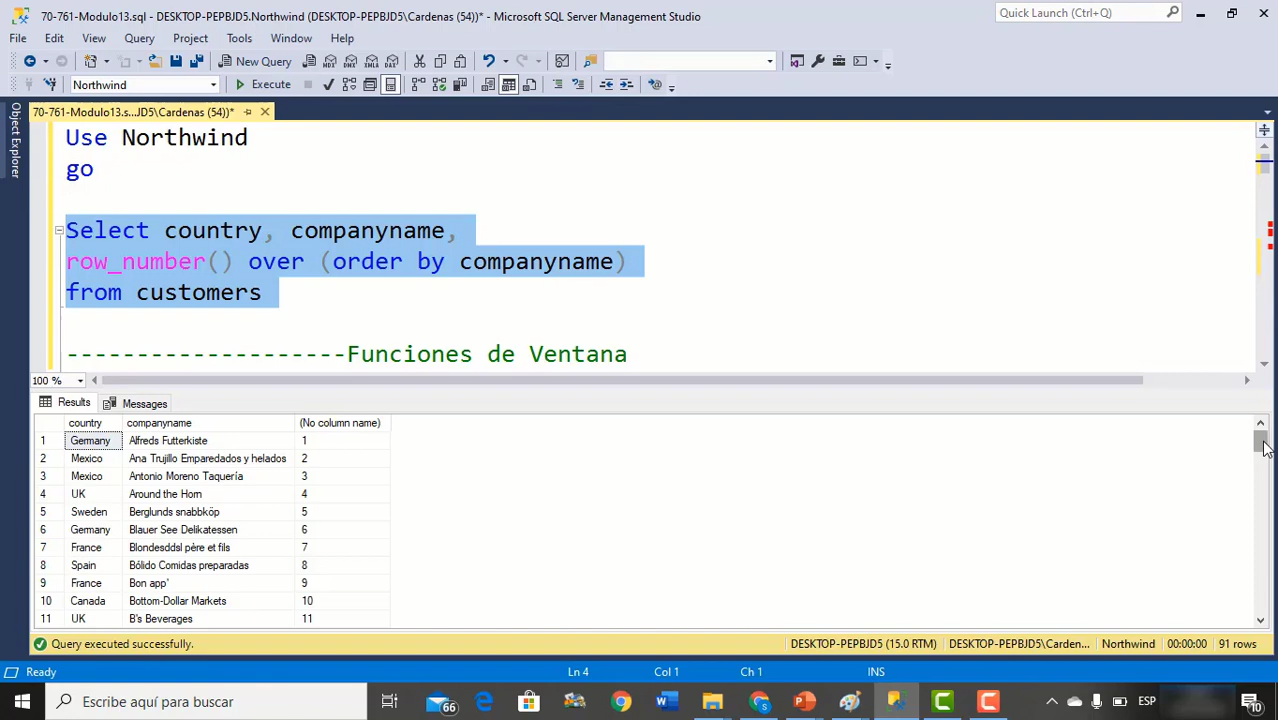 70-761-Modulo13.sql - DESKTOP-PEPBJD5.Northwind (DESKTOP-PEPBJD5\Cardenas (54))* - Microsoft SQL Server Management Studio
Quick Launch (Ctrl+Q)
File Edit View Query Project Tools Window Help
New Query
Northwind
Execute
70-761-Modulo13.s...JD5\Cardenas (54))*
Object Explorer
Use Northwind
go
Select country, companyname,
row_number() over (order by companyname)
from customers
--------------------Funciones de Ventana
100 %
Results Messages
country companyname (No column name)
1 Germany Alfreds Futterkiste 1
2 Mexico Ana Trujillo Emparedados y helados 2
3 Mexico Antonio Moreno Taquería 3
4 UK Around the Horn 4
5 Sweden Berglunds snabbköp 5
6 Germany Blauer See Delikatessen 6
7 France Blondesddsl père et fils 7
8 Spain Bólido Comidas preparadas 8
9 France Bon app' 9
10 Canada Bottom-Dollar Markets 10
11 UK B's Beverages 11
Query executed successfully. DESKTOP-PEPBJD5 (15.0 RTM) DESKTOP-PEPBJD5\Carden... Northwind 00:00:00 91 rows
Ready Ln 4 Col 1 Ch 1 INS
Escribe aquí para buscar 66 ESP 10